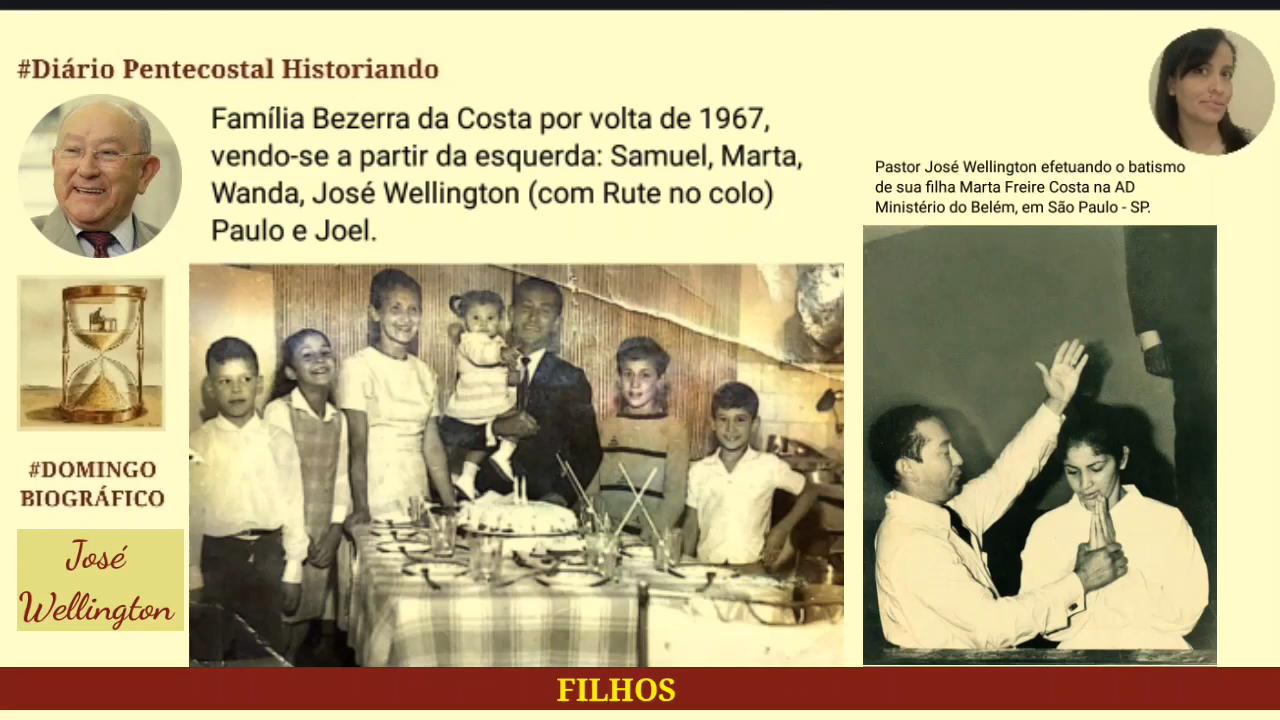 #Diário Pentecostal Historiando
Família Bezerra da Costa por volta de 1967,
vendo-se a partir da esquerda: Samuel, Marta,
Wanda, José Wellington (com Rute no colo)
Paulo e Joel.
Pastor José Wellington efetuando o batismo
de sua filha Marta Freire Costa na AD
Ministério do Belém, em São Paulo - SP.
#DOMINGO
BIOGRÁFICO
José
Wellington
FILHOS